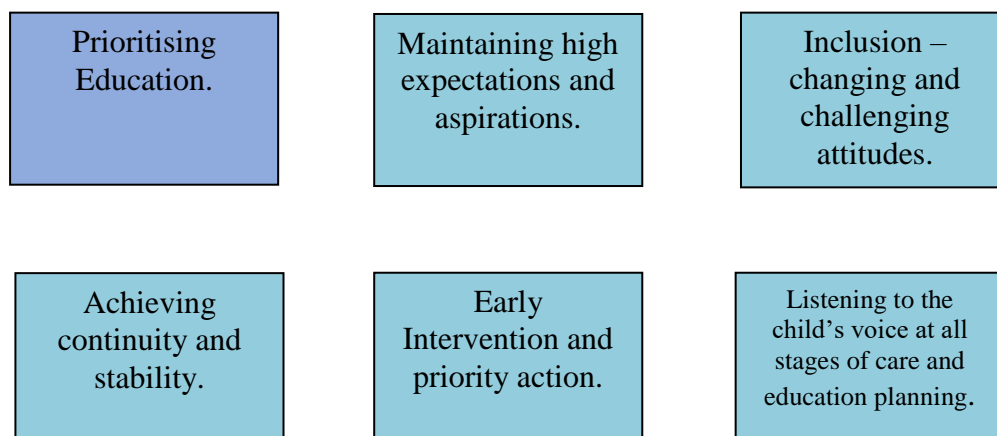 Prioritising
Education.
Maintaining high
expectations and
aspirations.
Inclusion –
changing and
challenging
attitudes.
Achieving
continuity and
stability.
Early
Intervention and
priority action.
Listening to the
child’s voice at all
stages of care and
education planning.